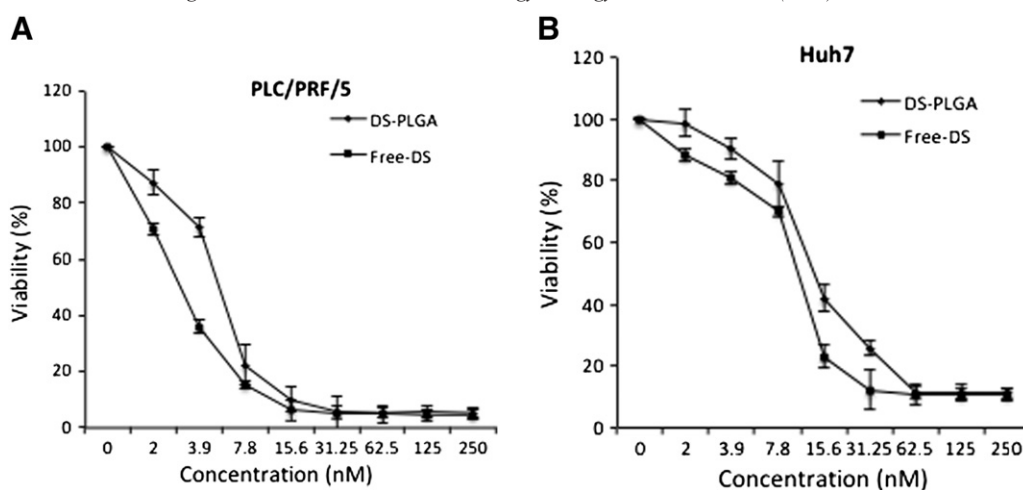 A
PLC/PRF/5
DS-PLGA
Free-DS
Viability (%)
120
100
80
60
40
20
0
0 2 3.9 7.8 15.6 31.25 62.5 125 250
Concentration (nM)
B
Huh7
DS-PLGA
Free-DS
Viability (%)
120
100
80
60
40
20
0
0 2 3.9 7.8 15.6 31.25 62.5 125 250
Concentration (nM)